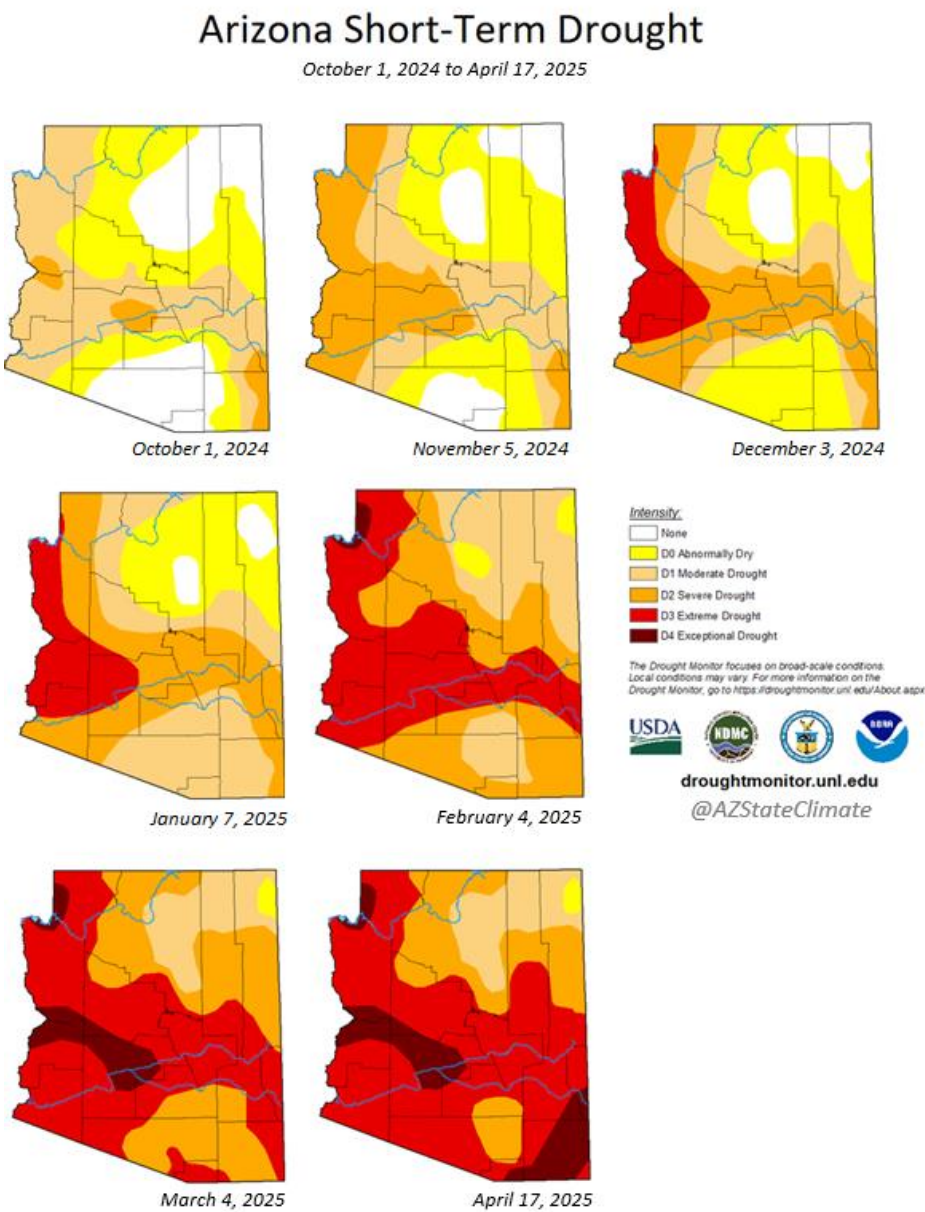 Arizona Short-Term Drought
October 1, 2024 to April 17, 2025
October 1, 2024
November 5, 2024
December 3, 2024
January 7, 2025
February 4, 2025
Intensity:
None
D0 Abnormally Dry
D1 Moderate Drought
D2 Severe Drought
D3 Extreme Drought
D4 Exceptional Drought
The Drought Monitor focuses on broad-scale conditions.
Local conditions may vary. For more information on the
Drought Monitor, go to https://droughtmonitor.unl.edu/About.aspx
USDA
NDMC
NOAA
droughtmonitor.unl.edu
@AZStateClimate
March 4, 2025
April 17, 2025